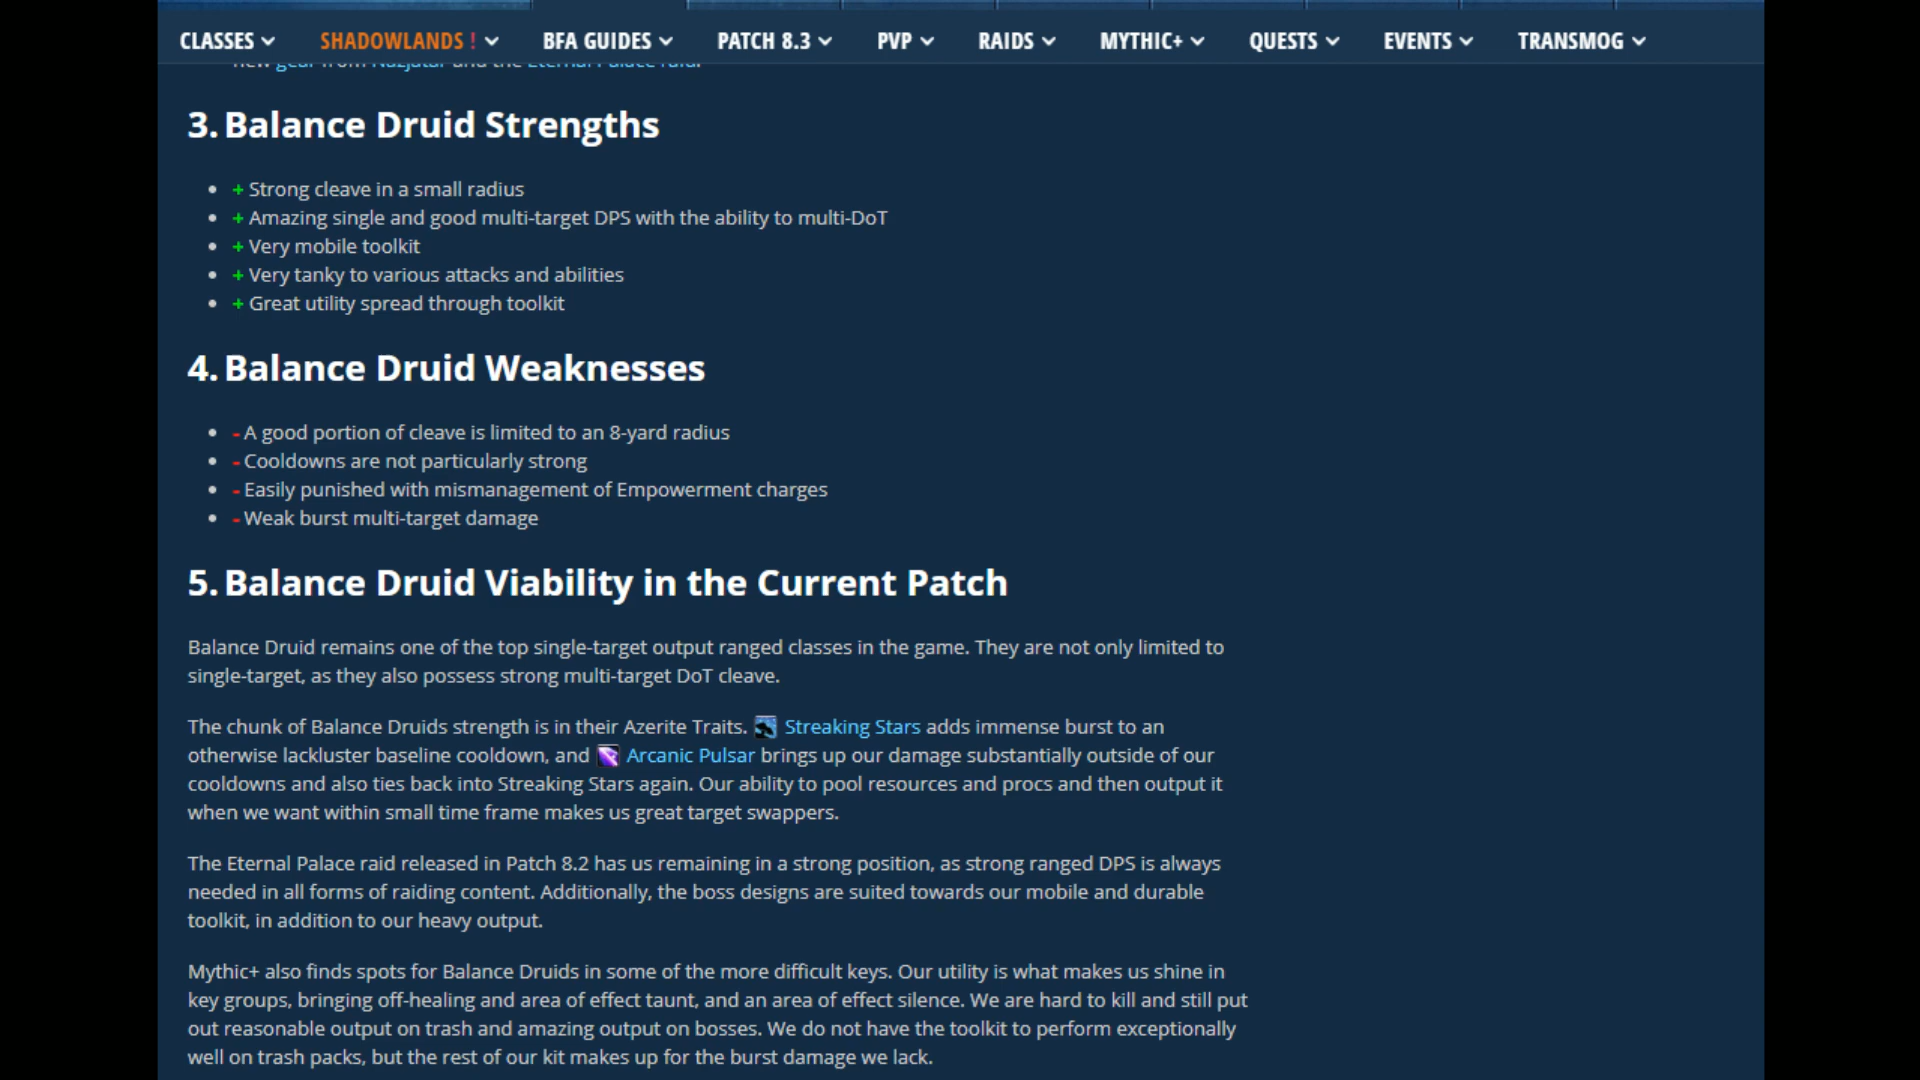 CLASSES SHADOWLANDS ! BFA GUIDES PATCH 8.3 PVP RAIDS MYTHIC+ QUESTS EVENTS TRANSMOG
new gear from Nazjatar and the Eternal Palace raid.
3. Balance Druid Strengths
+ Strong cleave in a small radius
+ Amazing single and good multi-target DPS with the ability to multi-DoT
+ Very mobile toolkit
+ Very tanky to various attacks and abilities
+ Great utility spread through toolkit
4. Balance Druid Weaknesses
- A good portion of cleave is limited to an 8-yard radius
- Cooldowns are not particularly strong
- Easily punished with mismanagement of Empowerment charges
- Weak burst multi-target damage
5. Balance Druid Viability in the Current Patch
Balance Druid remains one of the top single-target output ranged classes in the game. They are not only limited to
single-target, as they also possess strong multi-target DoT cleave.
The chunk of Balance Druids strength is in their Azerite Traits. Streaking Stars adds immense burst to an
otherwise lackluster baseline cooldown, and Arcanic Pulsar brings up our damage substantially outside of our
cooldowns and also ties back into Streaking Stars again. Our ability to pool resources and procs and then output it
when we want within small time frame makes us great target swappers.
The Eternal Palace raid released in Patch 8.2 has us remaining in a strong position, as strong ranged DPS is always
needed in all forms of raiding content. Additionally, the boss designs are suited towards our mobile and durable
toolkit, in addition to our heavy output.
Mythic+ also finds spots for Balance Druids in some of the more difficult keys. Our utility is what makes us shine in
key groups, bringing off-healing and area of effect taunt, and an area of effect silence. We are hard to kill and still put
out reasonable output on trash and amazing output on bosses. We do not have the toolkit to perform exceptionally
well on trash packs, but the rest of our kit makes up for the burst damage we lack.